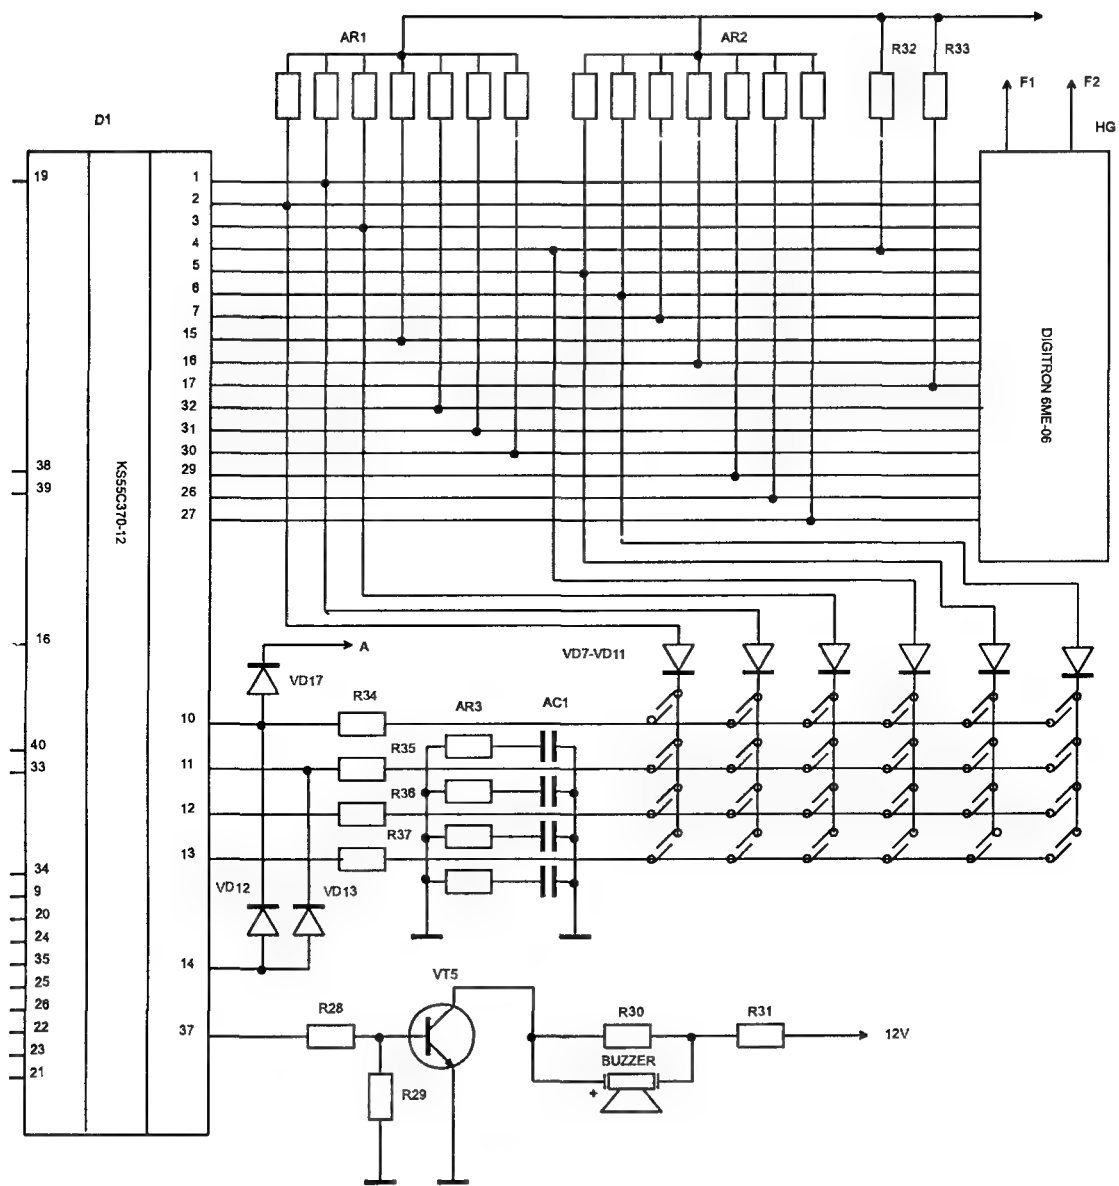 AR1
AR2
R32
R33
F1
F2
D1
HG
19
1
2
3
4
5
6
7
15
16
17
32
31
30
29
26
27
38
39
KS55C370-12
DIGITRON 6ME-06
16
A
VD17
VD7-VD11
R34
AR3
AC1
10
40
R35
33
11
R36
12
R37
13
34
VD12
VD13
9
20
24
35
14
25
VT5
26
R28
R30
R31
22
37
12V
23
BUZZER
21
+
R29